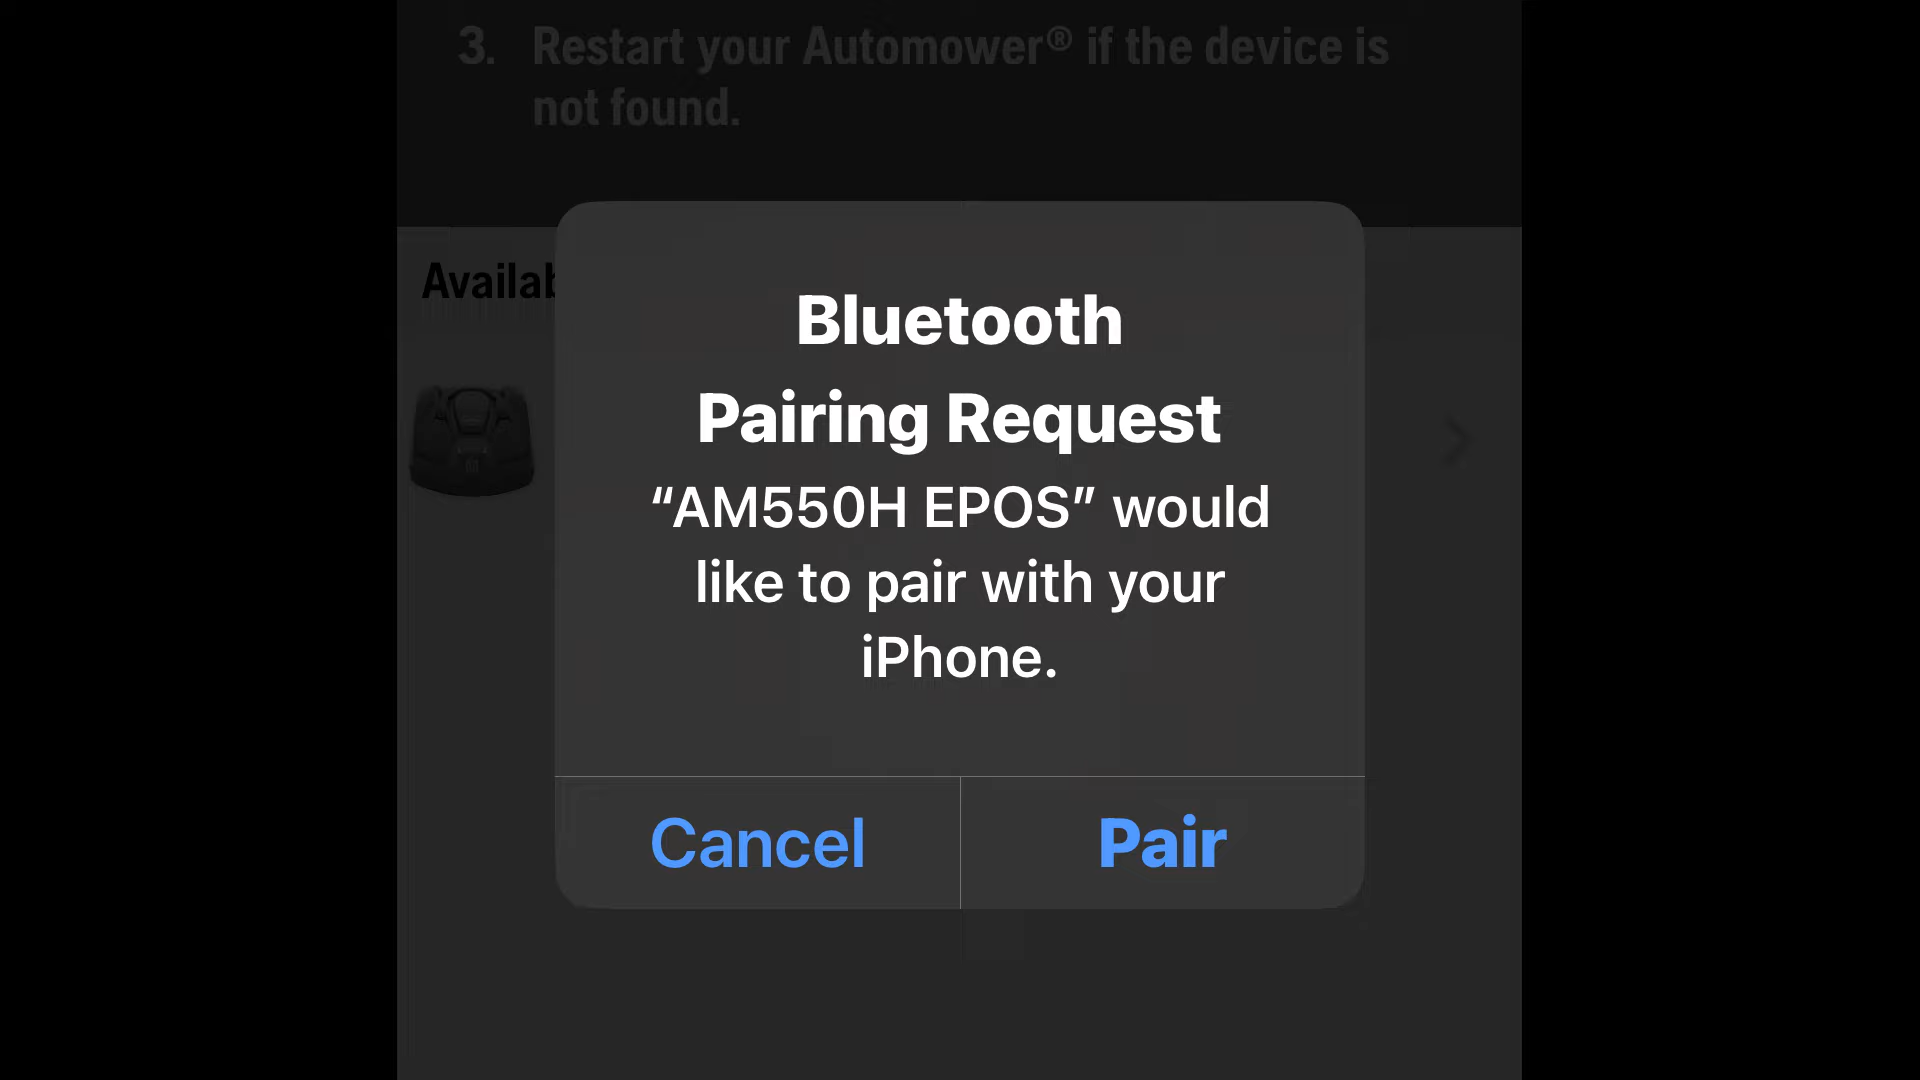 3. Restart your Automower® if the device is
not found.
Availab
Bluetooth
Pairing Request
“AM550H EPOS” would
like to pair with your
iPhone.
Cancel
Pair